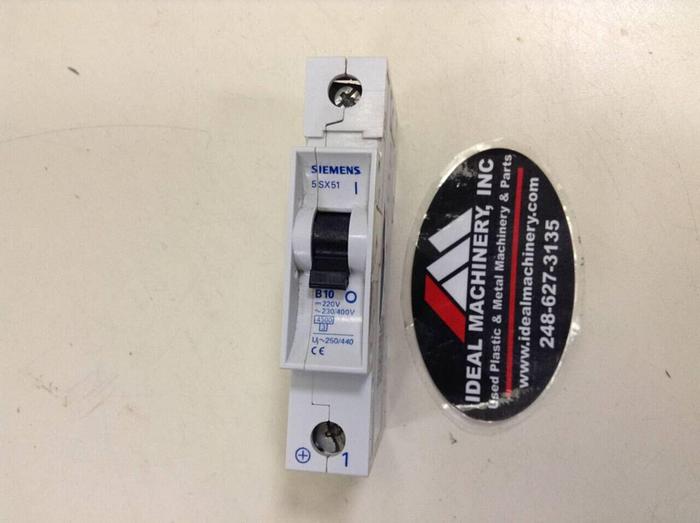 SIEMENS
5SX51
I
B10
O
⎓220V
~230/400V
3
Ui~250/440
CE
1
IDEAL MACHINERY, INC
Used Plastic & Metal Machinery & Parts
www.idealmachinery.com
248-627-3135